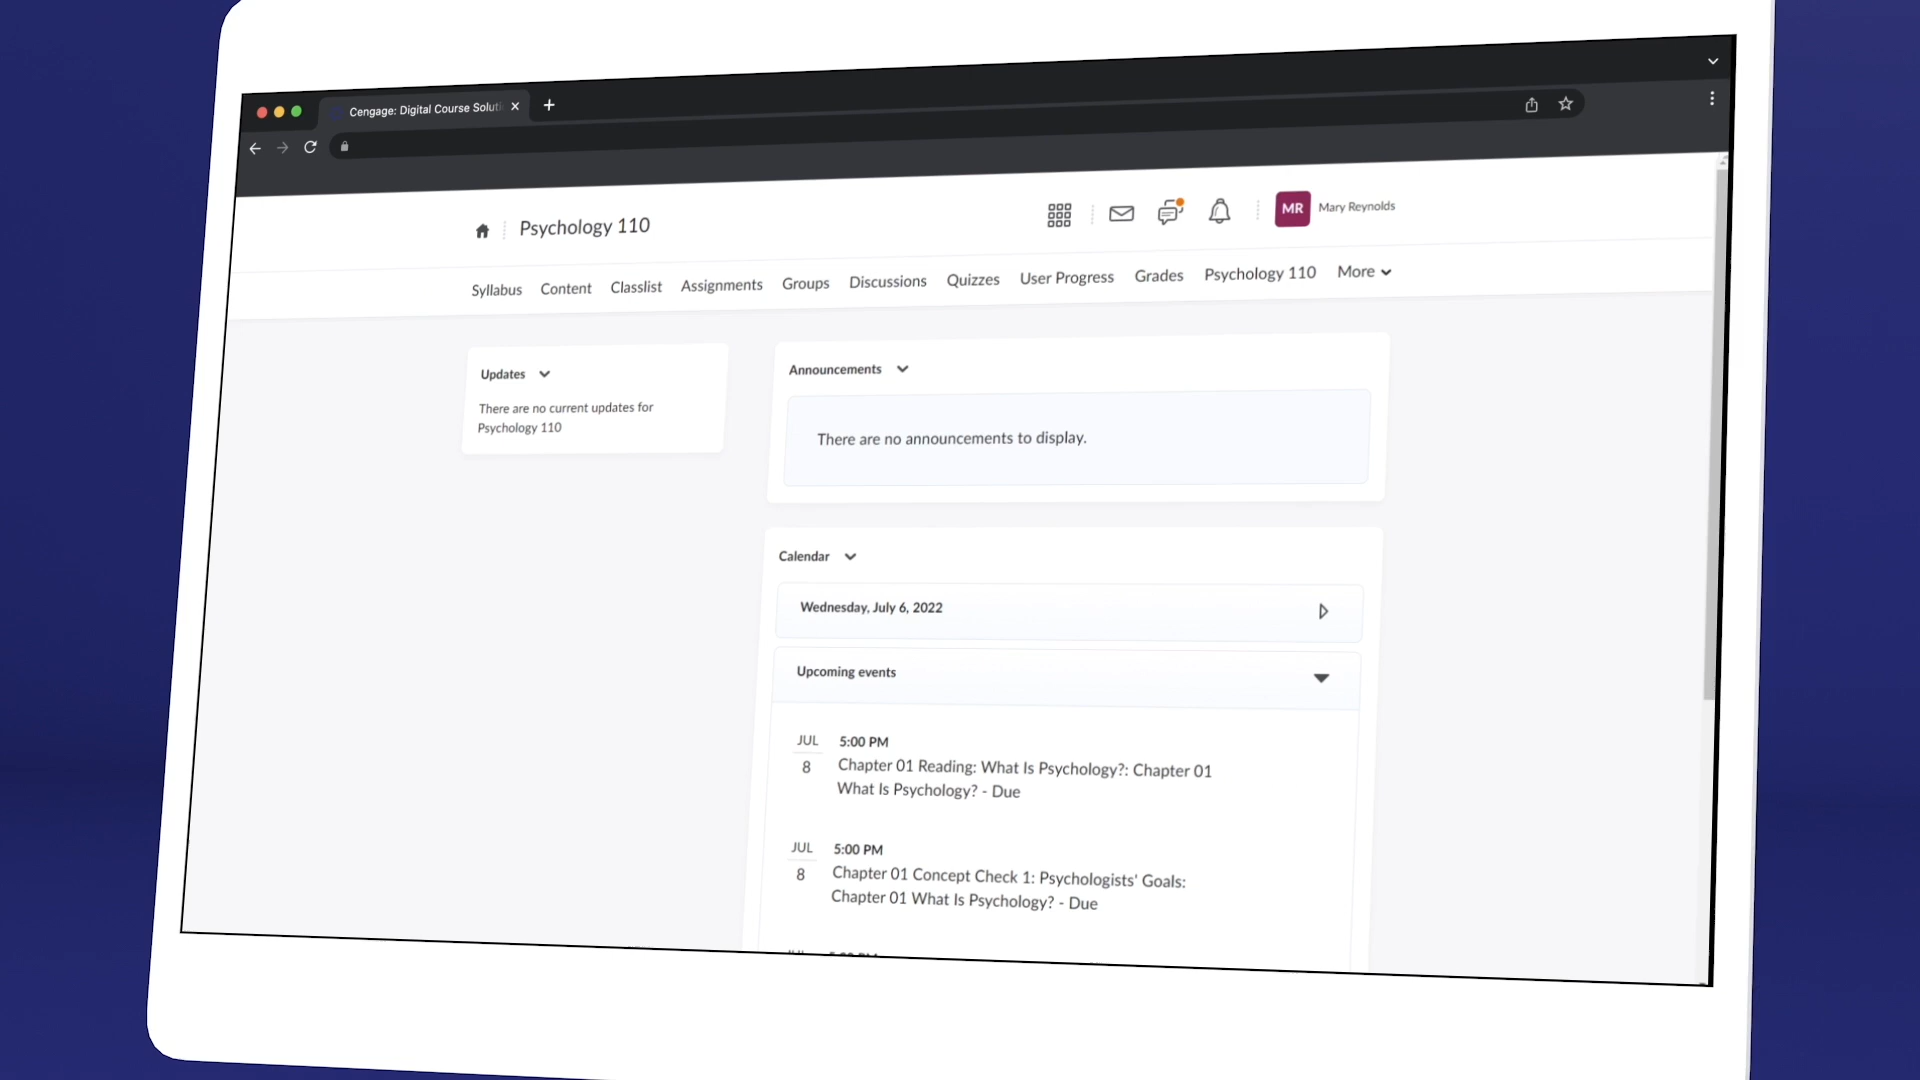 Cengage: Digital Course Soluti
Psychology 110
MR Mary Reynolds
Syllabus Content Classlist Assignments Groups Discussions Quizzes User Progress Grades Psychology 110 More
Updates
There are no current updates for
Psychology 110
Announcements
There are no announcements to display.
Calendar
Wednesday, July 6, 2022
Upcoming events
JUL 5:00 PM
8 Chapter 01 Reading: What Is Psychology?: Chapter 01
What Is Psychology? - Due
JUL 5:00 PM
8 Chapter 01 Concept Check 1: Psychologists' Goals:
Chapter 01 What Is Psychology? - Due